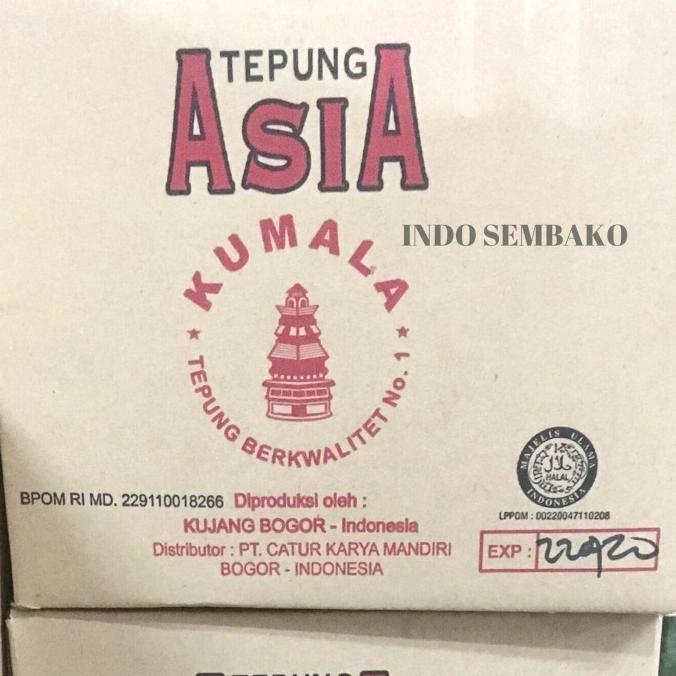 TEPUNG
ASIA
KUMALA
INDO SEMBAKO
TEPUNG BERKWALITET No. 1
MAJELIS ULAMA
HALAL
INDONESIA
BPOM RI MD. 229110018266 Diproduksi oleh :
LPPOM : 00220047110208
KUJANG BOGOR - Indonesia
Distributor : PT. CATUR KARYA MANDIRI
BOGOR - INDONESIA
EXP :